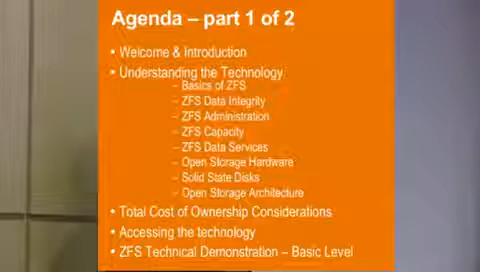 Agenda – part 1 of 2
• Welcome & Introduction
• Understanding the Technology
– Basics of ZFS
– ZFS Data Integrity
– ZFS Administration
– ZFS Capacity
– ZFS Data Services
– Open Storage Hardware
– Solid State Disks
– Open Storage Architecture
• Total Cost of Ownership Considerations
• Accessing the technology
• ZFS Technical Demonstration – Basic Level